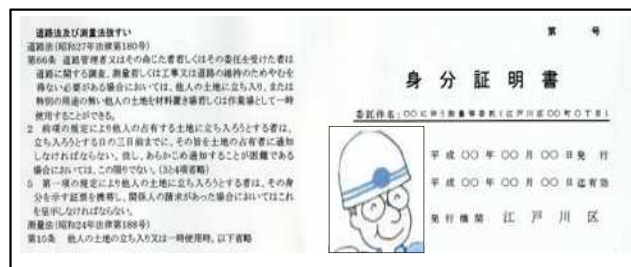 道路法及び測量法抜すい
道路法(昭和27年法律第180号)
第66条 道路管理者又はその命じた者若しくはその委任を受けた者は
道路に関する調査、測量若しくは工事又は道路の維持のためやむを
得ない必要がある場合においては、他人の土地に立ち入り、または
特別の用途の無い他人の土地を材料置き場若しくは作業場として一時
使用することができる。
2 前項の規定により他人の占有する土地に立ち入ろうとする者は、
立ち入ろうとする日の三日前までに、その旨を土地の占有者に通知
しなければならない。但し、あらかじめ通知することが困難である
場合においては、この限りでない。(3と4項省略)
5 第一項の規定により他人の土地に立ち入ろうとする者は、その身
分を示す証票を携帯し、関係人の請求があった場合においてはこれ
を呈示しなければならない。
測量法(昭和24年法律第188号)
第15条 他人の土地の立ち入り又は一時使用時、以下省略
第 号
身分証明書
委託件名:〇〇に伴う測量等委託(江戸川区〇〇町〇丁目)
平成 〇〇 年 〇〇 月 〇〇 日 発 行
平成 〇〇 年 〇〇 月 〇〇 日 迄 有 効
発行機関 江戸川区